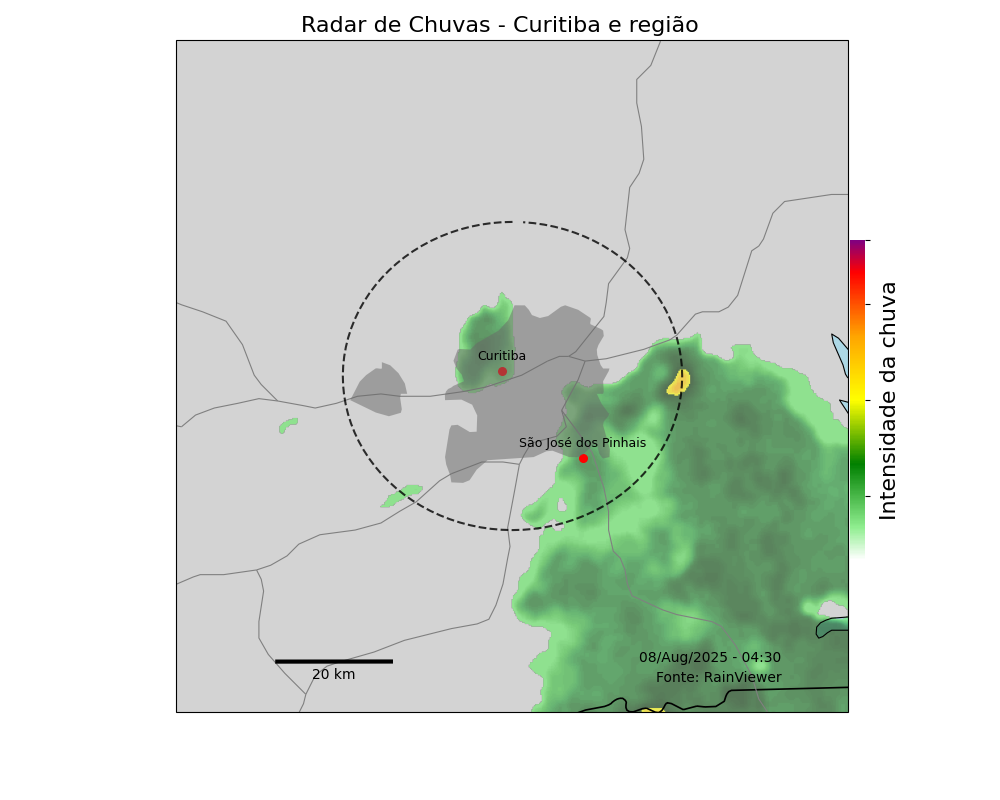 Radar de Chuvas - Curitiba e região
Curitiba
São José dos Pinhais
Intensidade da chuva
08/Aug/2025 - 04:30
Fonte: RainViewer
20 km